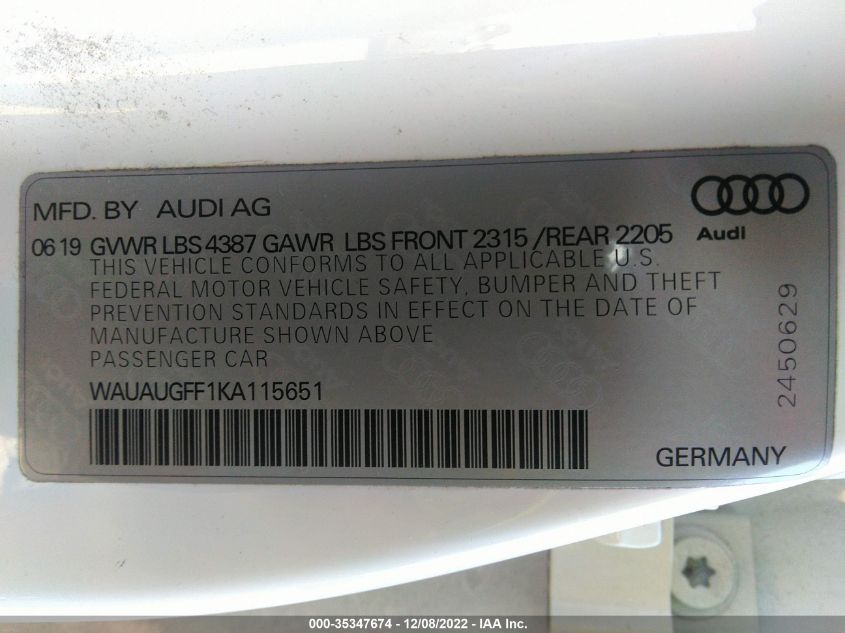 MFD. BY AUDI AG
Audi
06 19 GVWR LBS 4387 GAWR LBS FRONT 2315 /REAR 2205
THIS VEHICLE CONFORMS TO ALL APPLICABLE U.S.
FEDERAL MOTOR VEHICLE SAFETY, BUMPER AND THEFT
PREVENTION STANDARDS IN EFFECT ON THE DATE OF
MANUFACTURE SHOWN ABOVE
PASSENGER CAR
WAUAUGFF1KA115651
2450629
GERMANY
000-35347674 - 12/08/2022 - IAA Inc.